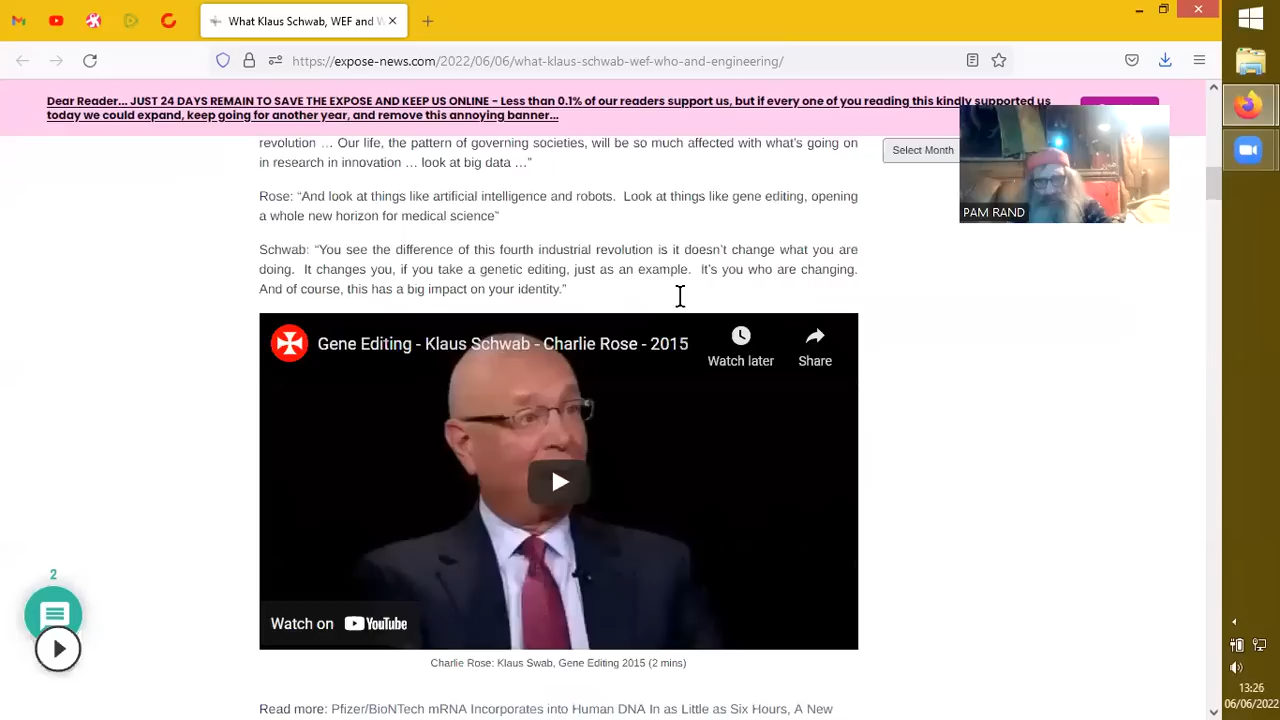 What Klaus Schwab, WEF and W
https://expose-news.com/2022/06/06/what-klaus-schwab-wef-who-and-engineering/
Dear Reader... JUST 24 DAYS REMAIN TO SAVE THE EXPOSE AND KEEP US ONLINE - Less than 0.1% of our readers support us, but if every one of you reading this kindly supported us
today we could expand, keep going for another year, and remove this annoying banner...
revolution … Our life, the pattern of governing societies, will be so much affected with what’s going on
in research in innovation … look at big data …”
Select Month
Rose: “And look at things like artificial intelligence and robots. Look at things like gene editing, opening
a whole new horizon for medical science”
PAM RAND
Schwab: “You see the difference of this fourth industrial revolution is it doesn’t change what you are
doing. It changes you, if you take a genetic editing, just as an example. It’s you who are changing.
And of course, this has a big impact on your identity.”
Gene Editing - Klaus Schwab - Charlie Rose - 2015
Watch later
Share
Watch on YouTube
2
Charlie Rose: Klaus Swab, Gene Editing 2015 (2 mins)
Read more: Pfizer/BioNTech mRNA Incorporates into Human DNA In as Little as Six Hours, A New
13:26
06/06/2022